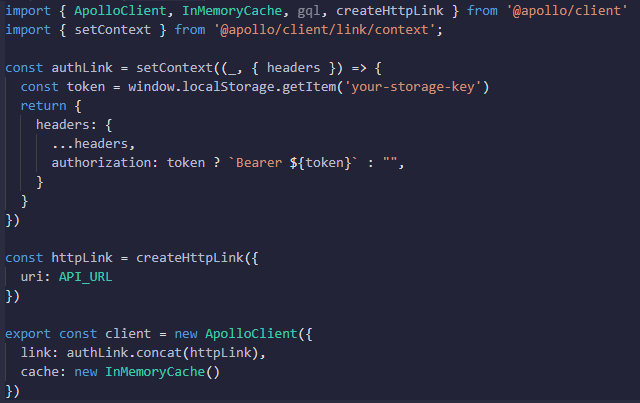 import { ApolloClient, InMemoryCache, gql, createHttpLink } from '@apollo/client'
import { setContext } from '@apollo/client/link/context';
const authLink = setContext((_, { headers }) => {
  const token = window.localStorage.getItem('your-storage-key')
  return {
    headers: {
      ...headers,
      authorization: token ? `Bearer ${token}` : "",
    }
  }
})
const httpLink = createHttpLink({
  uri: API_URL
})
export const client = new ApolloClient({
  link: authLink.concat(httpLink),
  cache: new InMemoryCache()
})